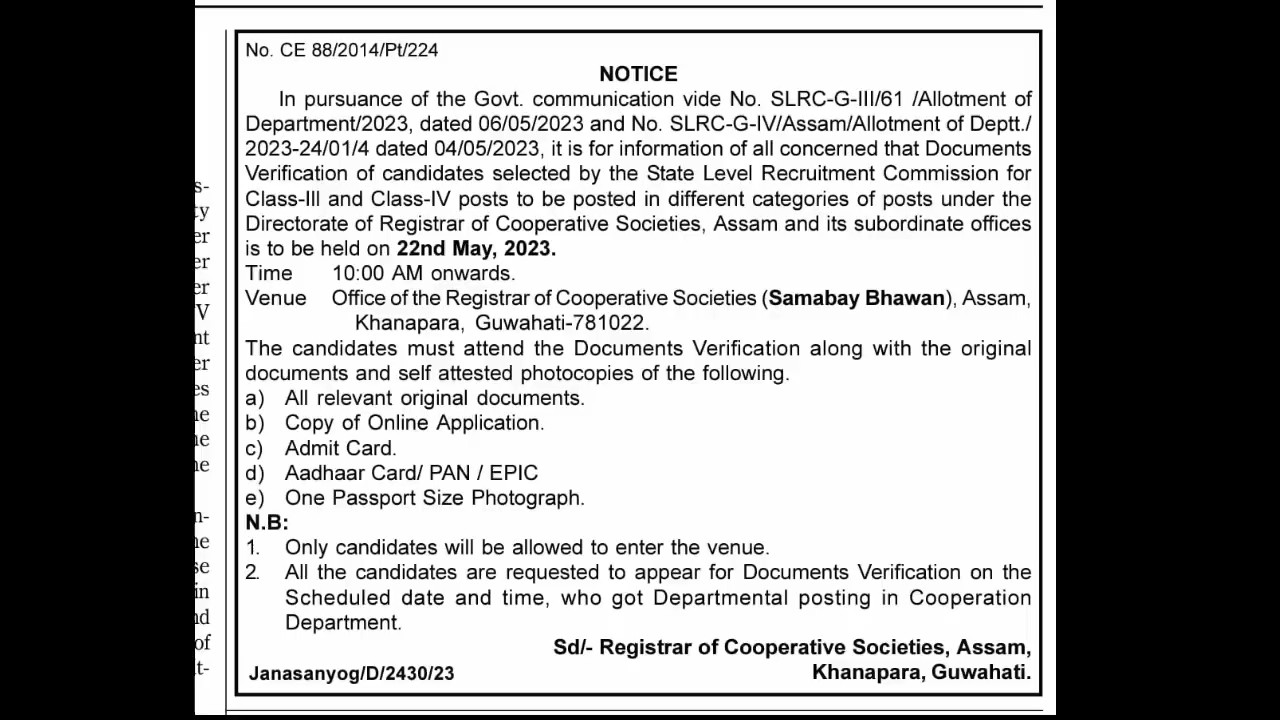 No. CE 88/2014/Pt/224
NOTICE
In pursuance of the Govt. communication vide No. SLRC-G-III/61 /Allotment of
Department/2023, dated 06/05/2023 and No. SLRC-G-IV/Assam/Allotment of Deptt./
2023-24/01/4 dated 04/05/2023, it is for information of all concerned that Documents
Verification of candidates selected by the State Level Recruitment Commission for
Class-III and Class-IV posts to be posted in different categories of posts under the
Directorate of Registrar of Cooperative Societies, Assam and its subordinate offices
is to be held on 22nd May, 2023.
Time 10:00 AM onwards.
Venue Office of the Registrar of Cooperative Societies (Samabay Bhawan), Assam,
Khanapara, Guwahati-781022.
The candidates must attend the Documents Verification along with the original
documents and self attested photocopies of the following.
a) All relevant original documents.
b) Copy of Online Application.
c) Admit Card.
d) Aadhaar Card/ PAN / EPIC
e) One Passport Size Photograph.
N.B:
1. Only candidates will be allowed to enter the venue.
2. All the candidates are requested to appear for Documents Verification on the
Scheduled date and time, who got Departmental posting in Cooperation
Department.
Sd/- Registrar of Cooperative Societies, Assam,
Khanapara, Guwahati.
Janasanyog/D/2430/23